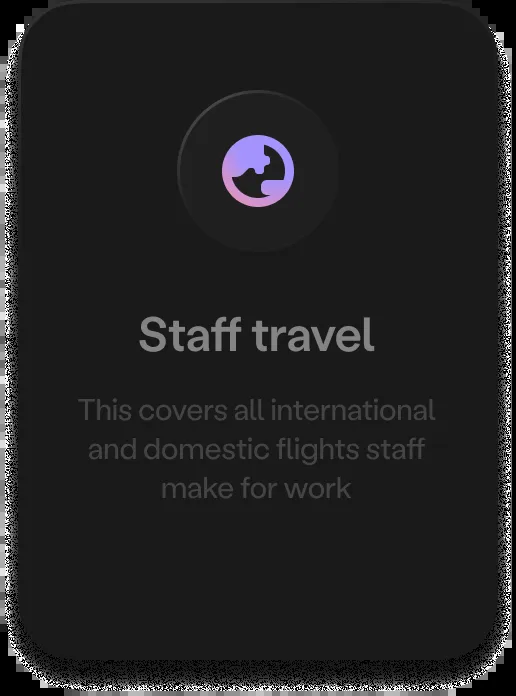 Staff travel
This covers all international
and domestic flights staff
make for work